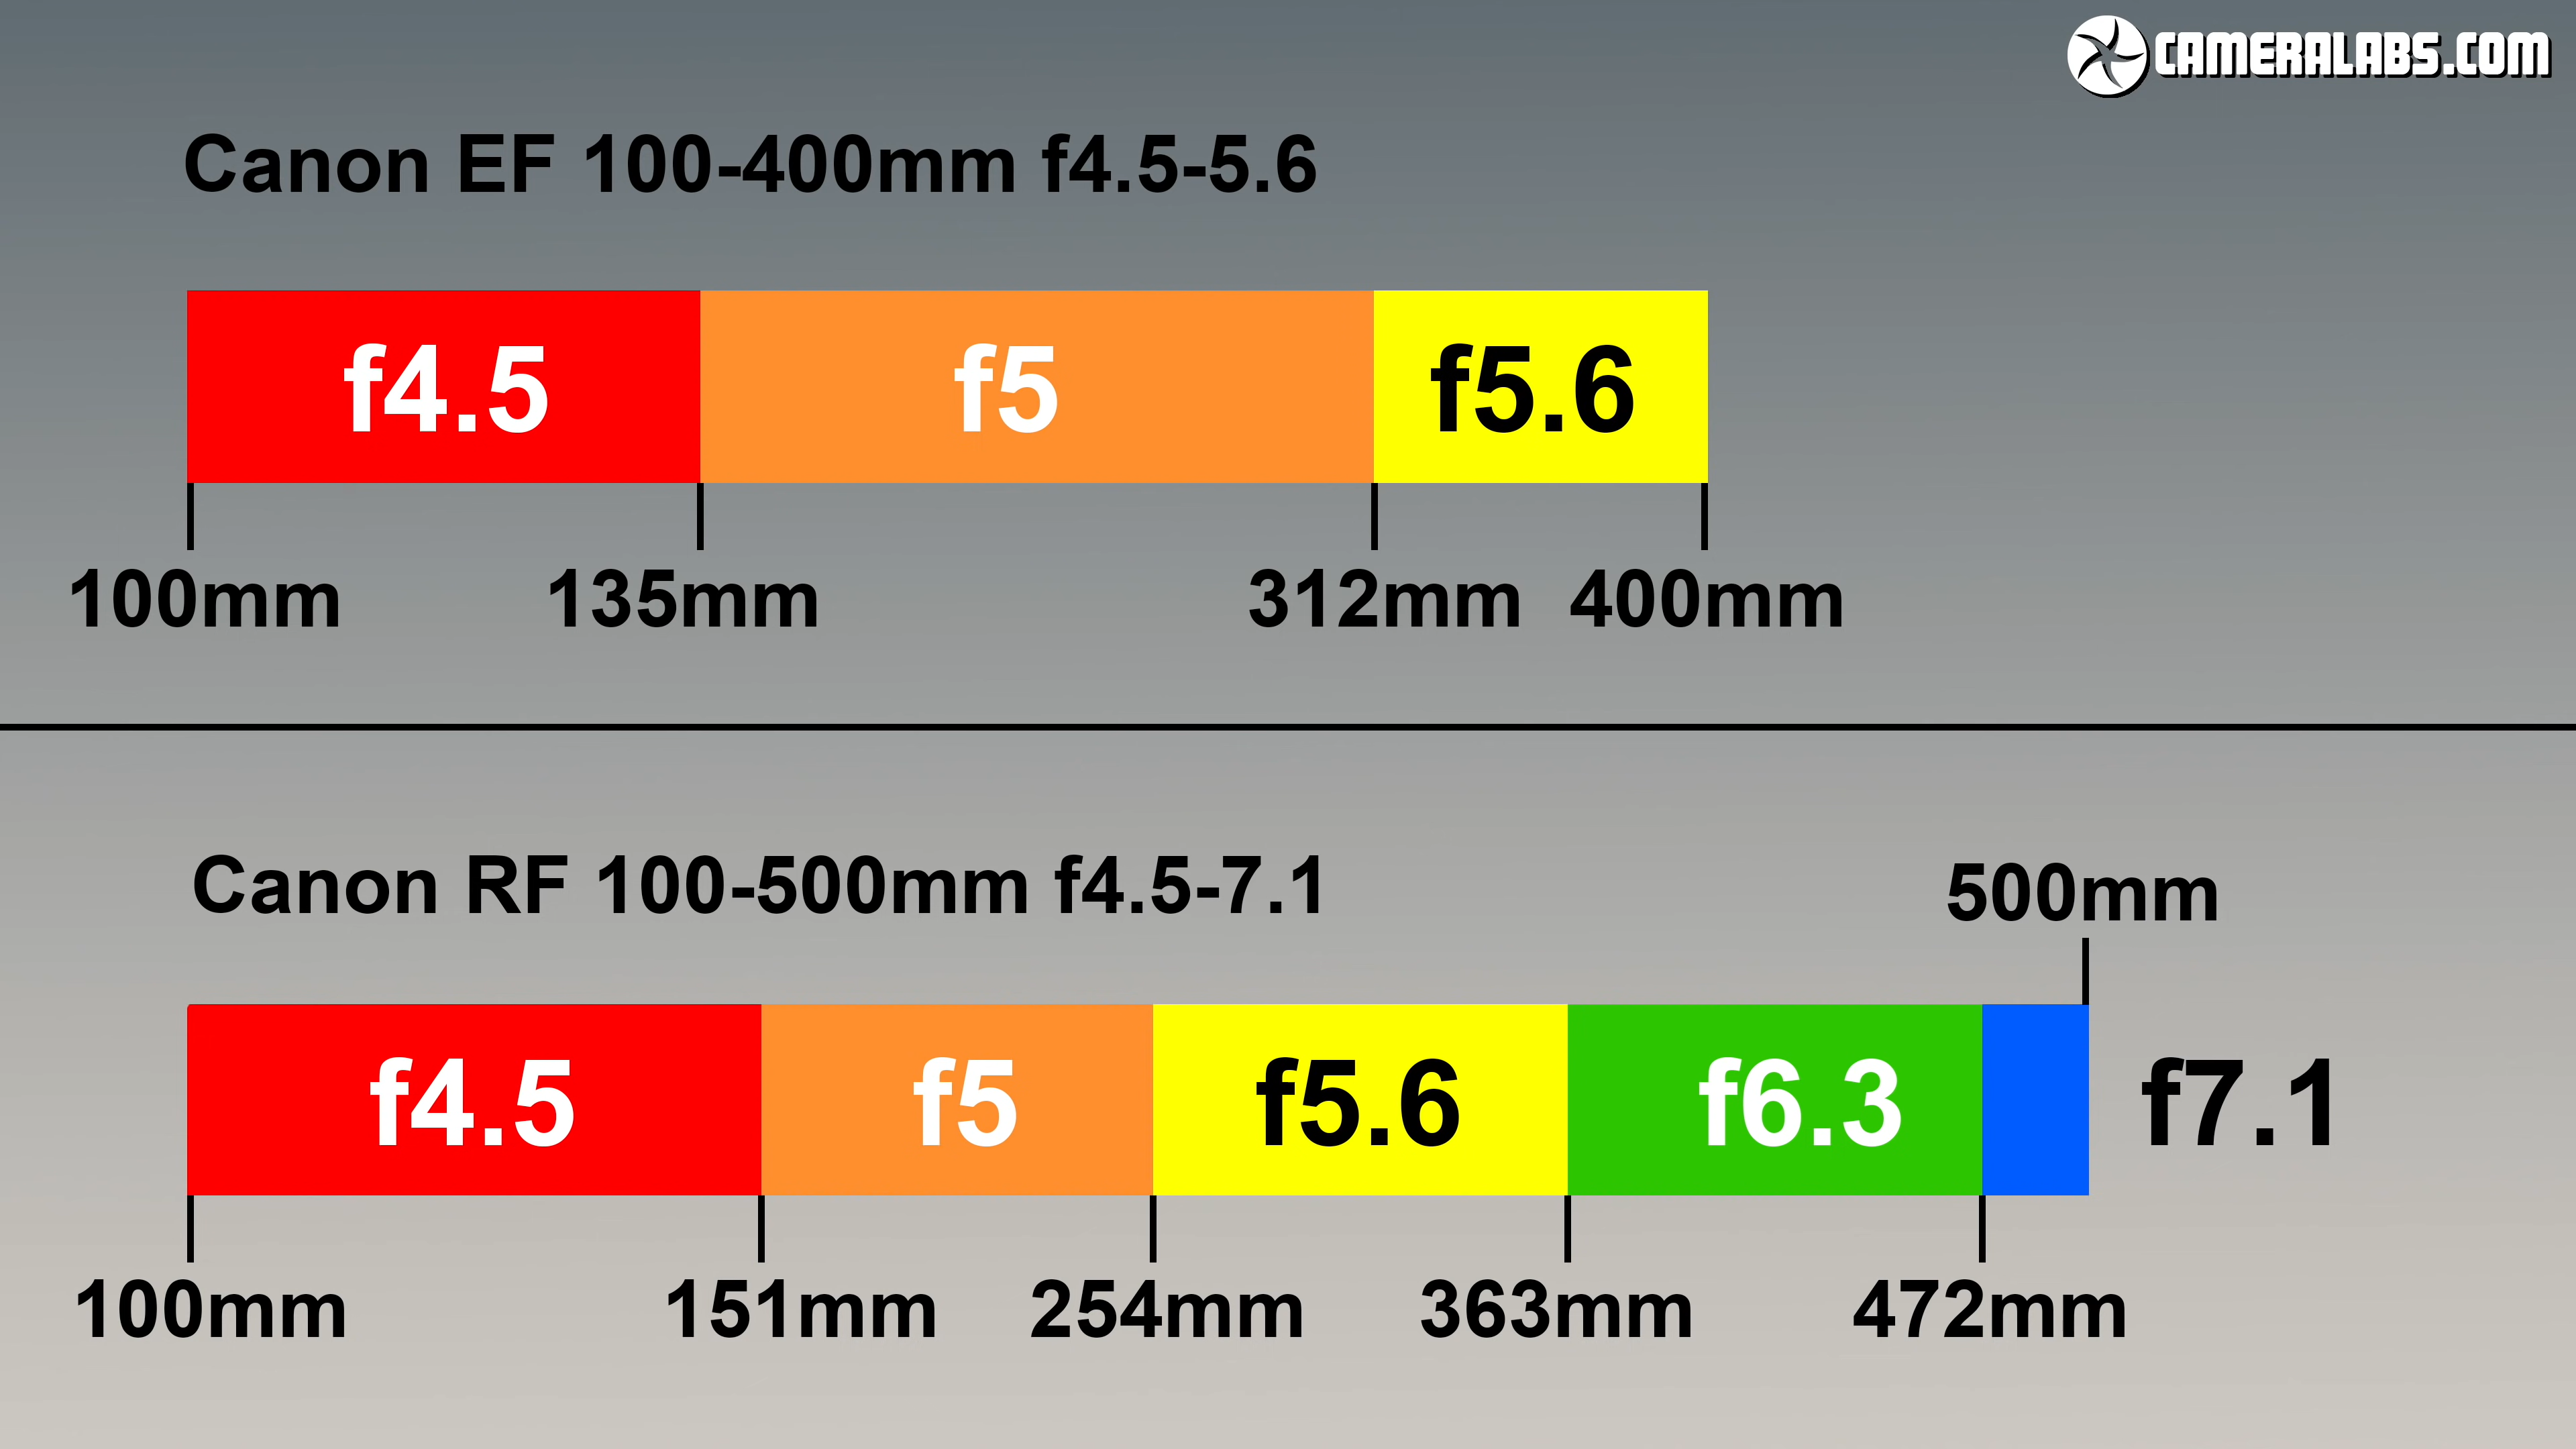 CAMERALABS.COM
Canon EF 100-400mm f4.5-5.6
f4.5 f5 f5.6
100mm 135mm 312mm 400mm
Canon RF 100-500mm f4.5-7.1
500mm
f4.5 f5 f5.6 f6.3 f7.1
100mm 151mm 254mm 363mm 472mm